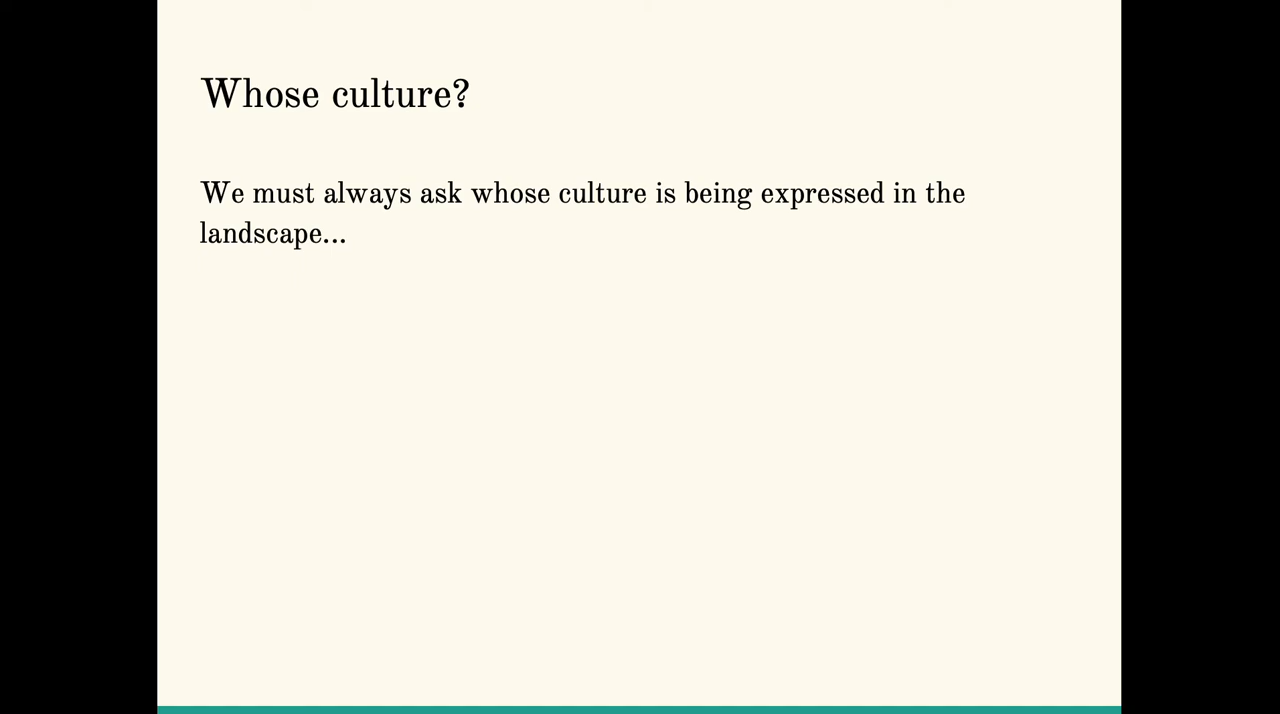 Whose culture?
We must always ask whose culture is being expressed in the
landscape...